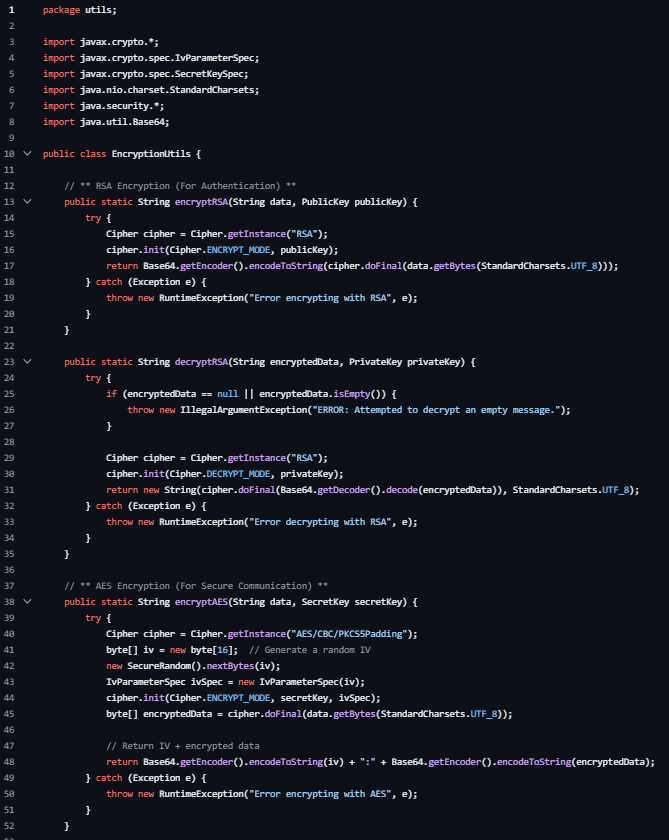 1 package utils;
2
3 import javax.crypto.*;
4 import javax.crypto.spec.IvParameterSpec;
5 import javax.crypto.spec.SecretKeySpec;
6 import java.nio.charset.StandardCharsets;
7 import java.security.*;
8 import java.util.Base64;
9
10 public class EncryptionUtils {
11
12     // ** RSA Encryption (For Authentication) **
13     public static String encryptRSA(String data, PublicKey publicKey) {
14         try {
15             Cipher cipher = Cipher.getInstance("RSA");
16             cipher.init(Cipher.ENCRYPT_MODE, publicKey);
17             return Base64.getEncoder().encodeToString(cipher.doFinal(data.getBytes(StandardCharsets.UTF_8)));
18         } catch (Exception e) {
19             throw new RuntimeException("Error encrypting with RSA", e);
20         }
21     }
22
23     public static String decryptRSA(String encryptedData, PrivateKey privateKey) {
24         try {
25             if (encryptedData == null || encryptedData.isEmpty()) {
26                 throw new IllegalArgumentException("ERROR: Attempted to decrypt an empty message.");
27             }
28
29             Cipher cipher = Cipher.getInstance("RSA");
30             cipher.init(Cipher.DECRYPT_MODE, privateKey);
31             return new String(cipher.doFinal(Base64.getDecoder().decode(encryptedData)), StandardCharsets.UTF_8);
32         } catch (Exception e) {
33             throw new RuntimeException("Error decrypting with RSA", e);
34         }
35     }
36
37     // ** AES Encryption (For Secure Communication) **
38     public static String encryptAES(String data, SecretKey secretKey) {
39         try {
40             Cipher cipher = Cipher.getInstance("AES/CBC/PKCS5Padding");
41             byte[] iv = new byte[16];  // Generate a random IV
42             new SecureRandom().nextBytes(iv);
43             IvParameterSpec ivSpec = new IvParameterSpec(iv);
44             cipher.init(Cipher.ENCRYPT_MODE, secretKey, ivSpec);
45             byte[] encryptedData = cipher.doFinal(data.getBytes(StandardCharsets.UTF_8));
46
47             // Return IV + encrypted data
48             return Base64.getEncoder().encodeToString(iv) + ":" + Base64.getEncoder().encodeToString(encryptedData);
49         } catch (Exception e) {
50             throw new RuntimeException("Error encrypting with AES", e);
51         }
52     }